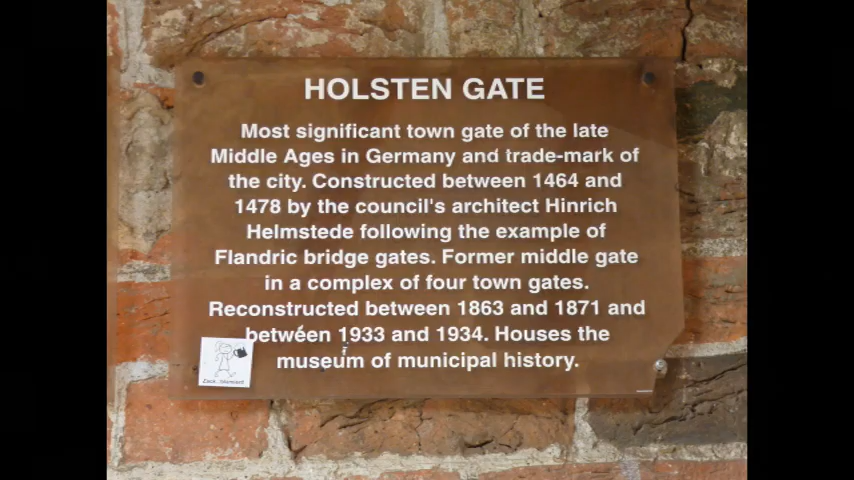 HOLSTEN GATE
Most significant town gate of the late
Middle Ages in Germany and trade-mark of
the city. Constructed between 1464 and
1478 by the council's architect Hinrich
Helmstede following the example of
Flandric bridge gates. Former middle gate
in a complex of four town gates.
Reconstructed between 1863 and 1871 and
between 1933 and 1934. Houses the
museum of municipal history.